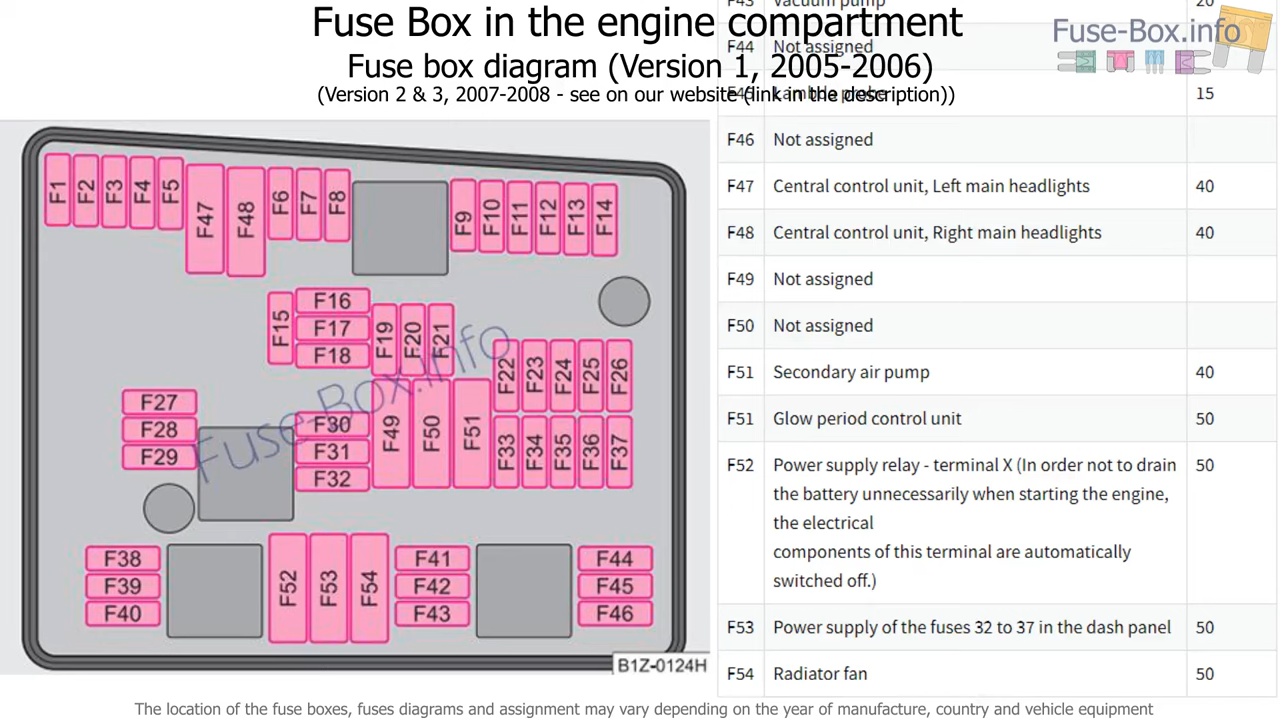 Fuse Box in the engine compartment
Fuse box diagram (Version 1, 2005-2006)
(Version 2 & 3, 2007-2008 - see on our website (link in the description))
Fuse-Box.info
F1 F2 F3 F4 F5 F47 F48 F6 F7 F8 F9 F10 F11 F12 F13 F14
F15 F16 F17 F18 F19 F20 F21
F22 F23 F24 F25 F26
F27
F28
F29
F30
F31
F32
F49 F50 F51
F33 F34 F35 F36 F37
F38
F39
F40
F52 F53 F54
F41
F42
F43
F44
F45
F46
B1Z-0124H
Fuse-Box.info
F43 Vacuum pump 20
F44 Not assigned
15
F46 Not assigned
F47 Central control unit, Left main headlights 40
F48 Central control unit, Right main headlights 40
F49 Not assigned
F50 Not assigned
F51 Secondary air pump 40
F51 Glow period control unit 50
F52 Power supply relay - terminal X (In order not to drain 50
the battery unnecessarily when starting the engine,
the electrical
components of this terminal are automatically
switched off.)
F53 Power supply of the fuses 32 to 37 in the dash panel 50
F54 Radiator fan 50
The location of the fuse boxes, fuses diagrams and assignment may vary depending on the year of manufacture, country and vehicle equipment